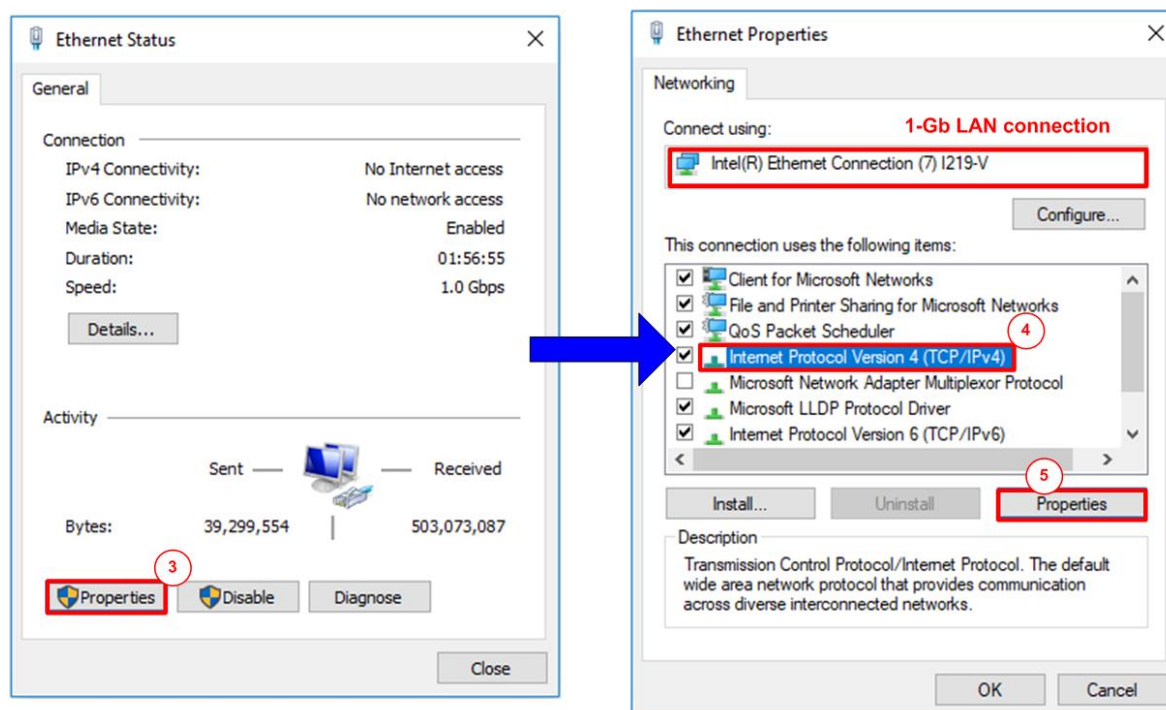 Ethernet Status
General
Connection
IPv4 Connectivity: No Internet access
IPv6 Connectivity: No network access
Media State: Enabled
Duration: 01:56:55
Speed: 1.0 Gbps
Details...
Activity
Sent Received
Bytes: 39,299,554 503,073,087
3
Properties Disable Diagnose
Close
Ethernet Properties
Networking
Connect using: 1-Gb LAN connection
Intel(R) Ethernet Connection (7) I219-V
Configure...
This connection uses the following items:
Client for Microsoft Networks
File and Printer Sharing for Microsoft Networks
QoS Packet Scheduler
4
Internet Protocol Version 4 (TCP/IPv4)
Microsoft Network Adapter Multiplexor Protocol
Microsoft LLDP Protocol Driver
Internet Protocol Version 6 (TCP/IPv6)
5
Install... Uninstall Properties
Description
Transmission Control Protocol/Internet Protocol. The default
wide area network protocol that provides communication
across diverse interconnected networks.
OK Cancel